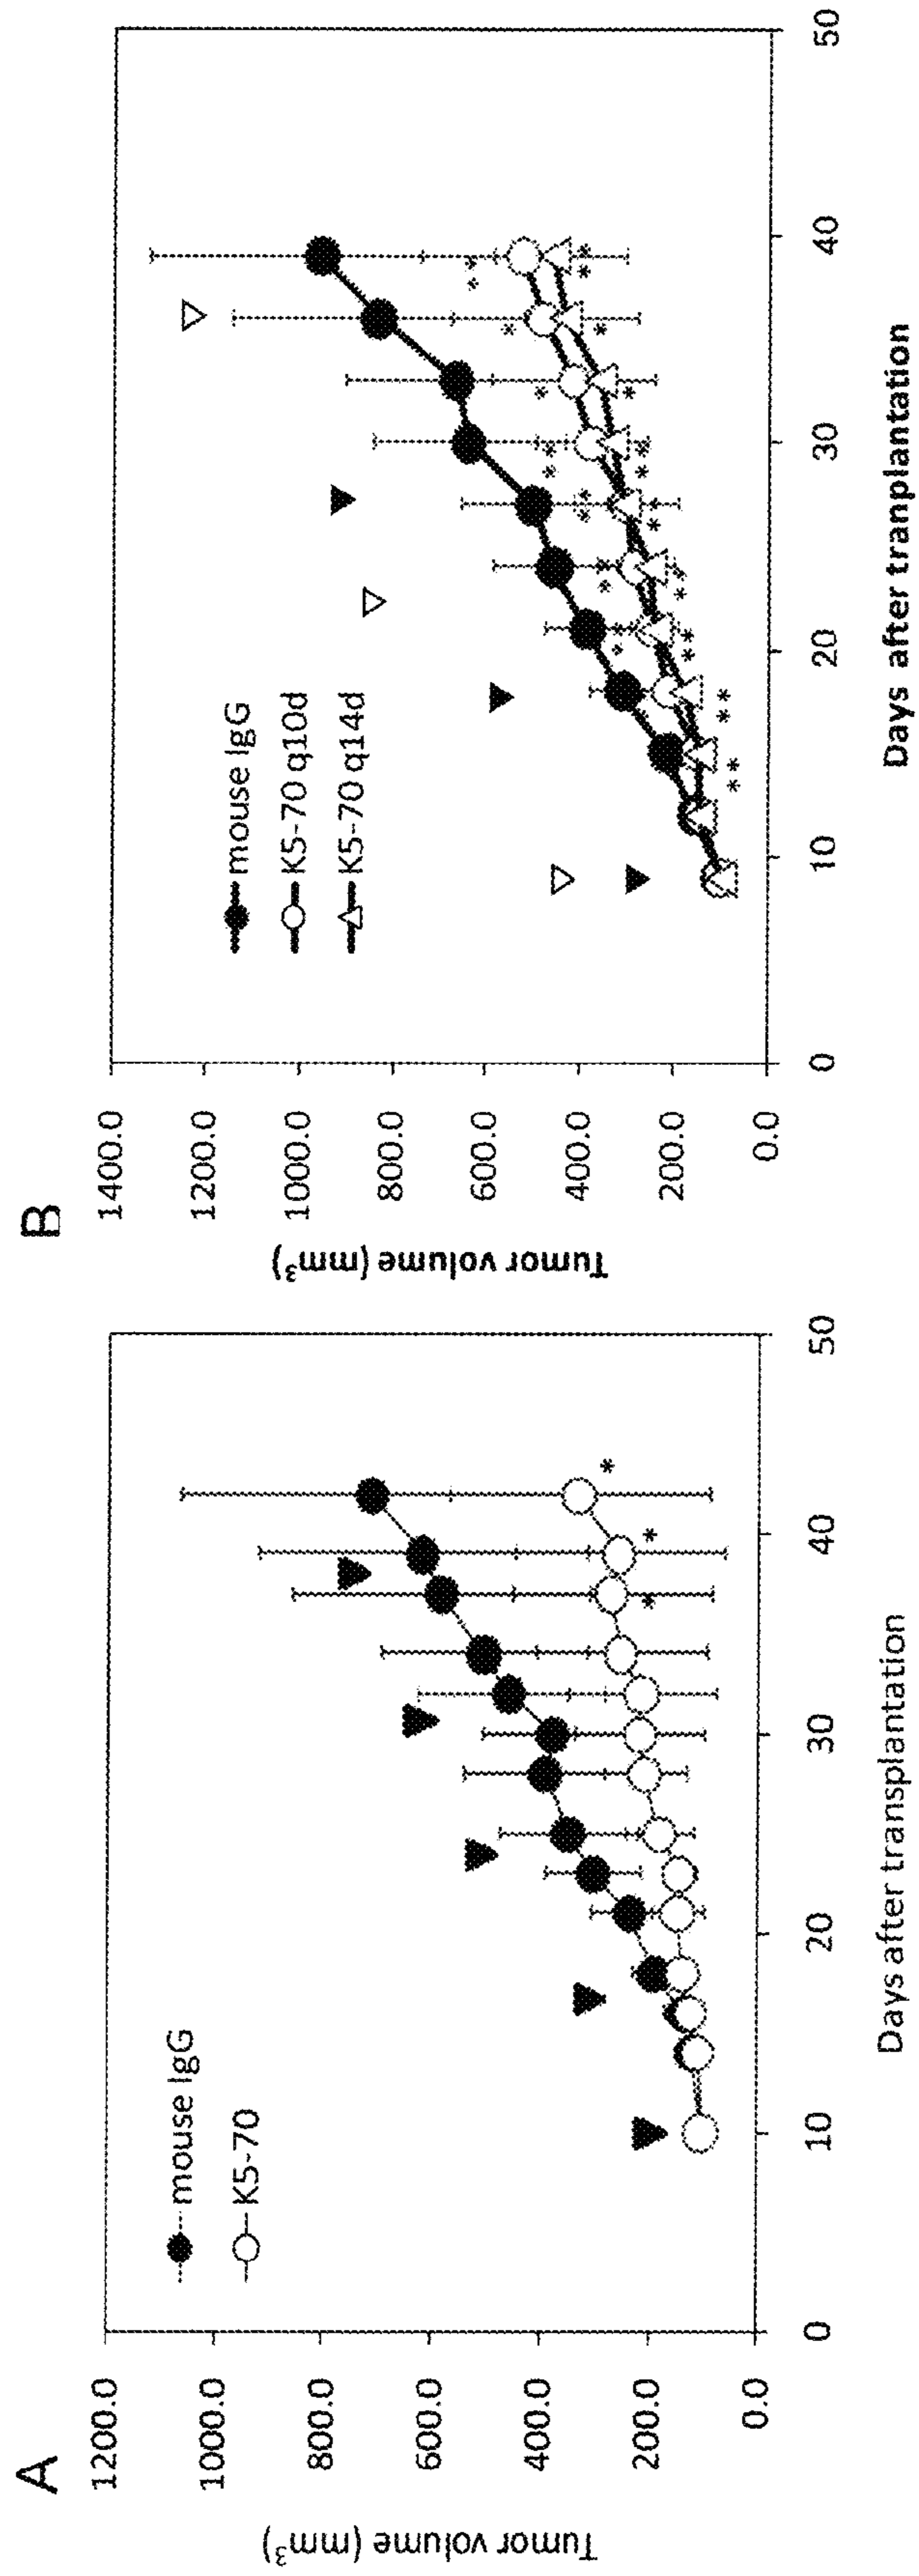 A
Tumor volume (mm³)
1200.0
1000.0
800.0
600.0
400.0
200.0
0.0
mouse IgG
K5-70
*
*
*
0
10
20
30
40
50
Days after transplantation
B
Tumor volume (mm³)
1400.0
1200.0
1000.0
800.0
600.0
400.0
200.0
0.0
mouse IgG
K5-70 q10d
K5-70 q14d
0
10
20
30
40
50
Days after tranplantation